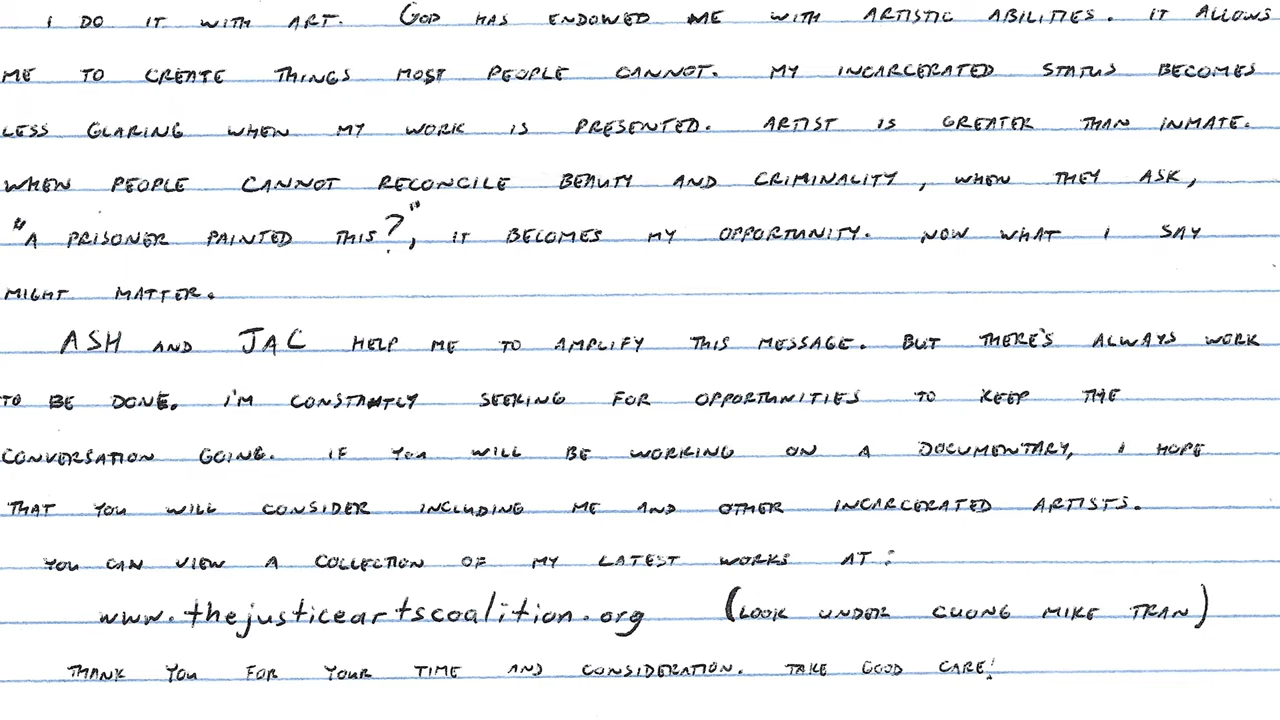 I DO IT WITH ART. GOD HAS ENDOWED ME WITH ARTISTIC ABILITIES. IT ALLOWS
ME TO CREATE THINGS MOST PEOPLE CANNOT. MY INCARCERATED STATUS BECOMES
LESS GLARING WHEN MY WORK IS PRESENTED. ARTIST IS GREATER THAN INMATE.
WHEN PEOPLE CANNOT RECONCILE BEAUTY AND CRIMINALITY, WHEN THEY ASK,
"A PRISONER PAINTED THIS?", IT BECOMES MY OPPORTUNITY. NOW WHAT I SAY
MIGHT MATTER.
ASH AND JAC HELP ME TO AMPLIFY THIS MESSAGE. BUT THERE'S ALWAYS WORK
TO BE DONE. I'M CONSTANTLY SEEKING FOR OPPORTUNITIES TO KEEP THE
CONVERSATION GOING. IF YOU WILL BE WORKING ON A DOCUMENTARY, I HOPE
THAT YOU WILL CONSIDER INCLUDING ME AND OTHER INCARCERATED ARTISTS.
YOU CAN VIEW A COLLECTION OF MY LATEST WORKS AT:
www.thejusticeartscoalition.org (LOOK UNDER CUONG MIKE TRAN)
THANK YOU FOR YOUR TIME AND CONSIDERATION. TAKE GOOD CARE!